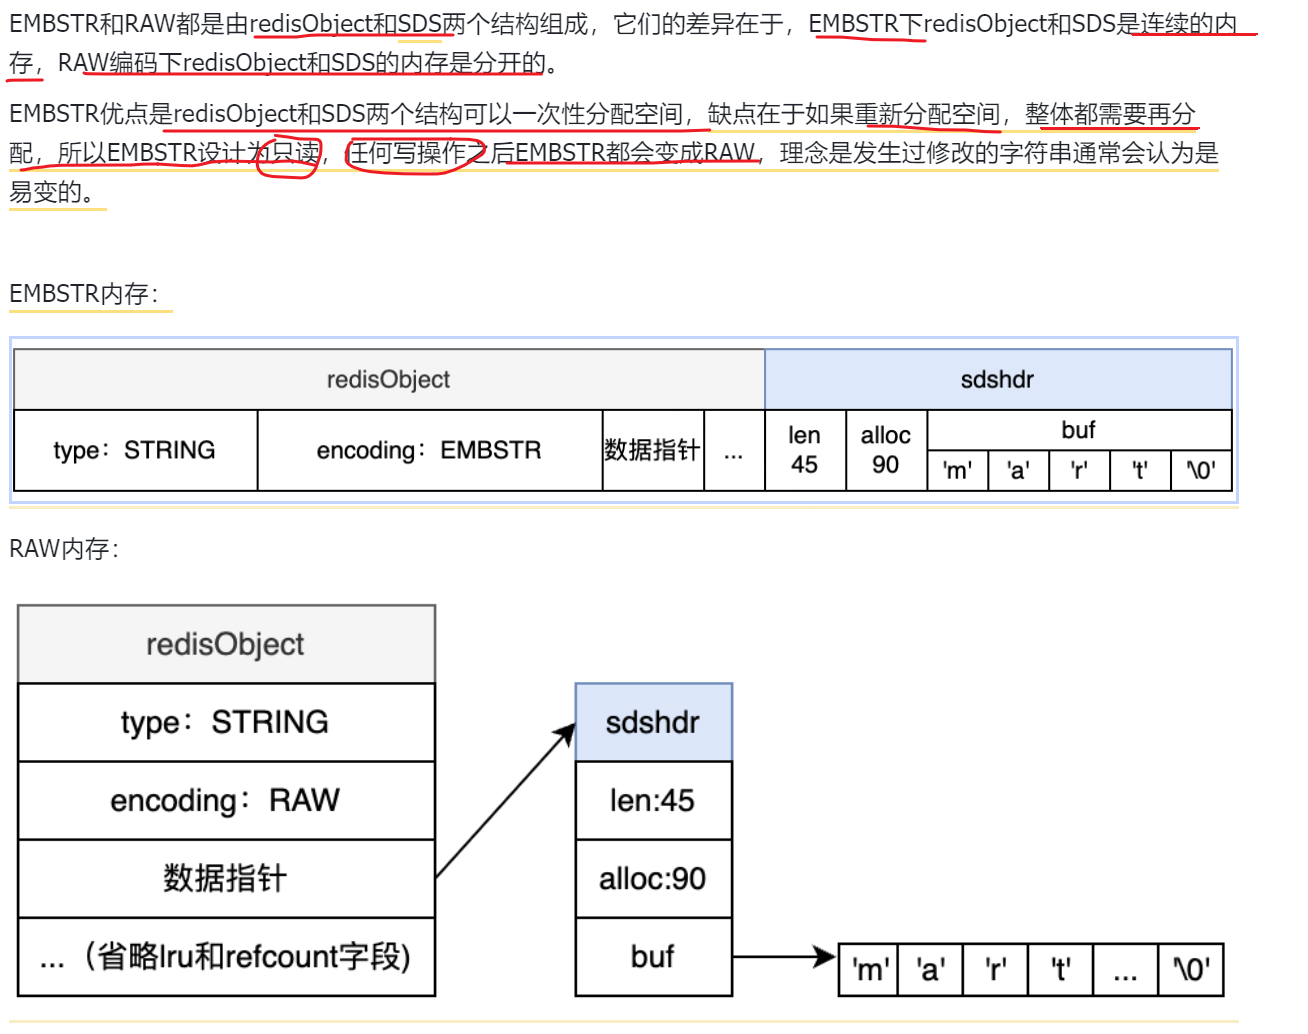 EMBSTR和RAW都是由redisObject和SDS两个结构组成，它们的差异在于，EMBSTR下redisObject和SDS是连续的内
存，RAW编码下redisObject和SDS的内存是分开的。
EMBSTR优点是redisObject和SDS两个结构可以一次性分配空间，缺点在于如果重新分配空间，整体都需要再分
配，所以EMBSTR设计为只读，任何写操作之后EMBSTR都会变成RAW，理念是发生过修改的字符串通常会认为是
易变的。
EMBSTR内存：
redisObject
sdshdr
type：STRING
encoding：EMBSTR
数据指针
...
len
45
alloc
90
buf
'm'
'a'
'r'
't'
'\0'
RAW内存：
redisObject
type：STRING
encoding：RAW
数据指针
...（省略lru和refcount字段)
sdshdr
len:45
alloc:90
buf
'm'
'a'
'r'
't'
...
'\0'